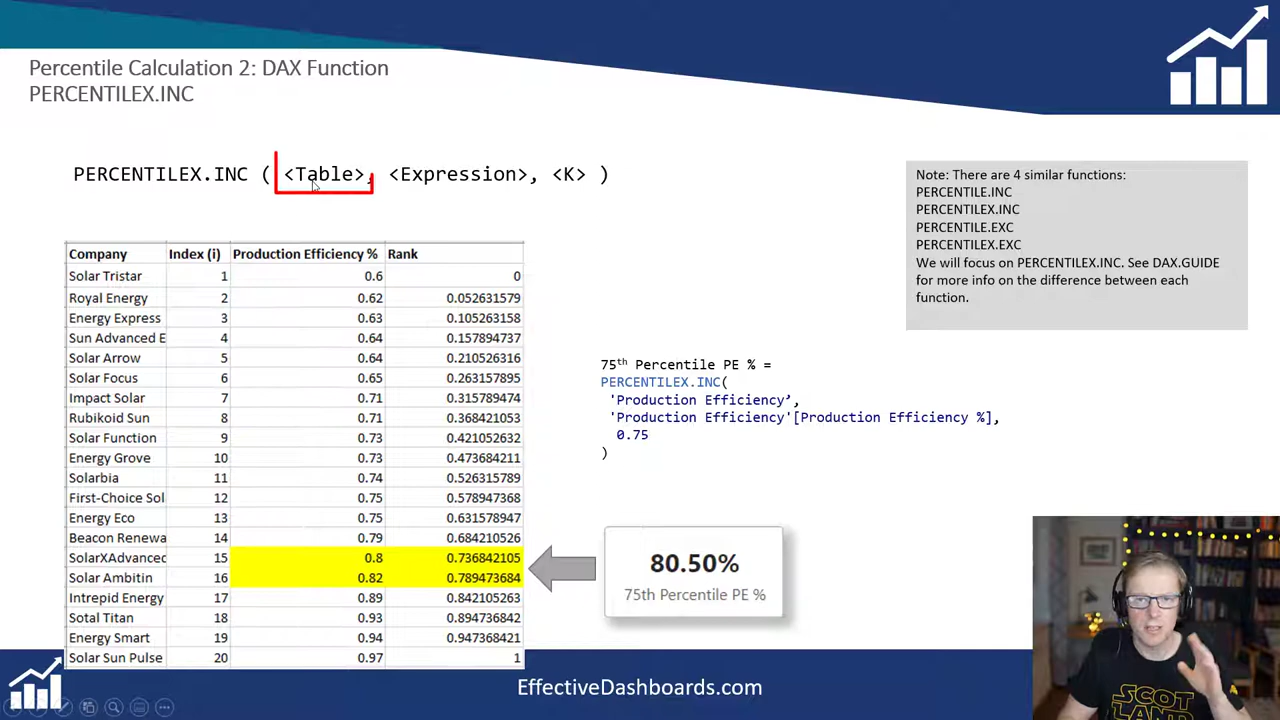 Percentile Calculation 2: DAX Function
PERCENTILEX.INC
PERCENTILEX.INC ( <Table>, <Expression>, <K> )
Note: There are 4 similar functions:
PERCENTILE.INC
PERCENTILEX.INC
PERCENTILE.EXC
PERCENTILEX.EXC
We will focus on PERCENTILEX.INC. See DAX.GUIDE
for more info on the difference between each
function.
Company Index (i) Production Efficiency % Rank
Solar Tristar 1 0.6 0
Royal Energy 2 0.62 0.052631579
Energy Express 3 0.63 0.105263158
Sun Advanced E 4 0.64 0.157894737
Solar Arrow 5 0.64 0.210526316
Solar Focus 6 0.65 0.263157895
Impact Solar 7 0.71 0.315789474
Rubikoid Sun 8 0.71 0.368421053
Solar Function 9 0.73 0.421052632
Energy Grove 10 0.73 0.473684211
Solarbia 11 0.74 0.526315789
First-Choice Sol 12 0.75 0.578947368
Energy Eco 13 0.75 0.631578947
Beacon Renewa 14 0.79 0.684210526
SolarXAdvanced 15 0.8 0.736842105
Solar Ambitin 16 0.82 0.789473684
Intrepid Energy 17 0.89 0.842105263
Sotal Titan 18 0.93 0.894736842
Energy Smart 19 0.94 0.947368421
Solar Sun Pulse 20 0.97 1
75th Percentile PE % =
PERCENTILEX.INC(
'Production Efficiency’,
'Production Efficiency'[Production Efficiency %],
0.75
)
80.50%
75th Percentile PE %
EffectiveDashboards.com
SCOT
LAND